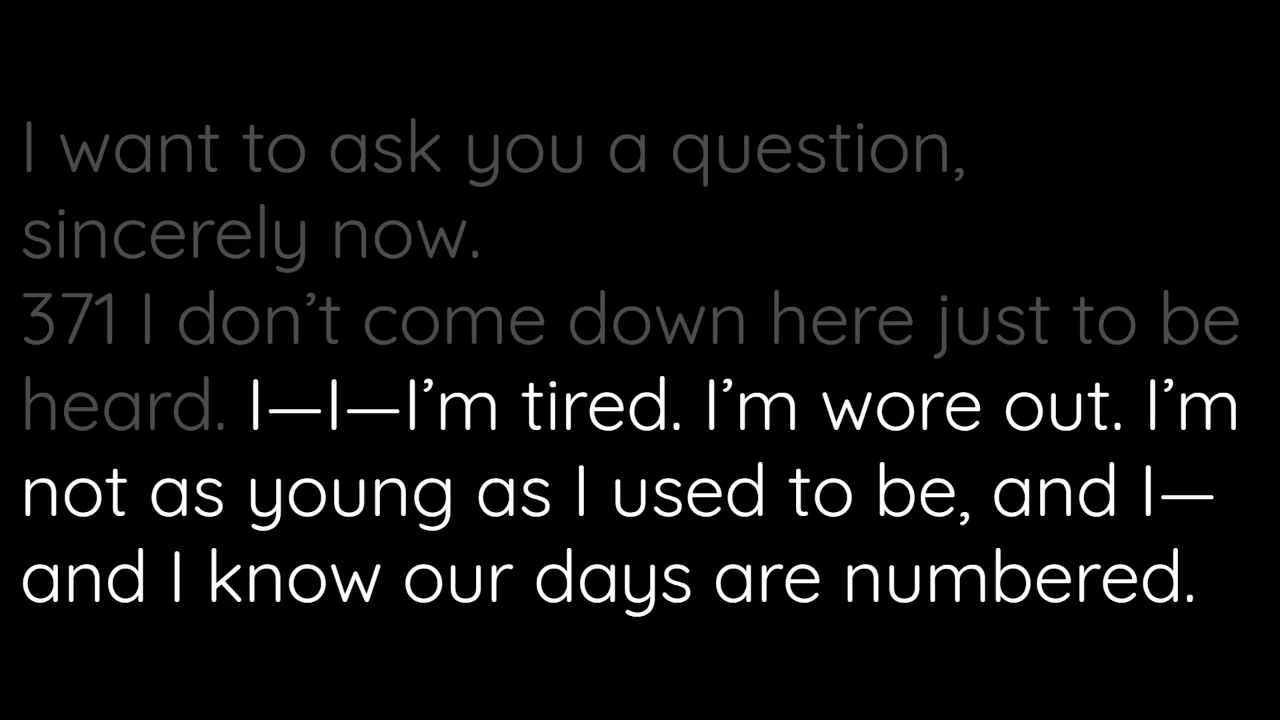 I want to ask you a question,
sincerely now.
371 I don’t come down here just to be
heard. I—I—I’m tired. I’m wore out. I’m
not as young as I used to be, and I—
and I know our days are numbered.